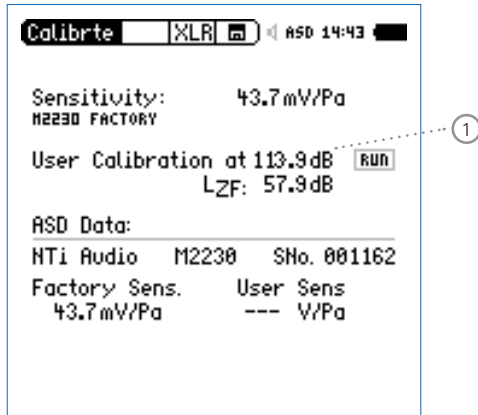 Calibrte XLR ASD 14:43
Sensitivity: 43.7mV/Pa
M2230 FACTORY
1
User Calibration at 113.9dB RUN
LZF: 57.9dB
ASD Data:
NTi Audio M2230 SNo. 001162
Factory Sens. User Sens
43.7mV/Pa --- V/Pa